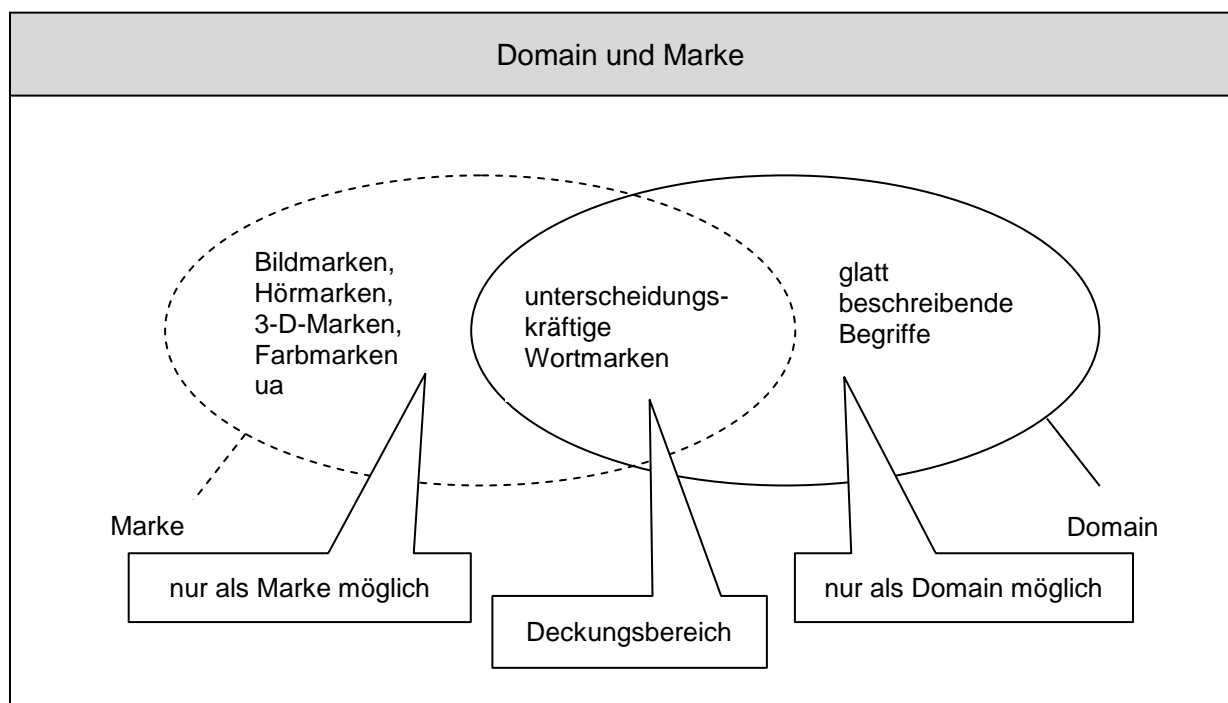 Domain und Marke
Bildmarken,
Hörmarken,
3-D-Marken,
Farbmarken
ua
unterscheidungs-
kräftige
Wortmarken
glatt
beschreibende
Begriffe
Marke
Domain
nur als Marke möglich
Deckungsbereich
nur als Domain möglich